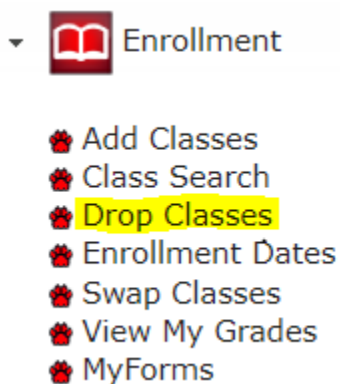 Enrollment
Add Classes
Class Search
Drop Classes
Enrollment Dates
Swap Classes
View My Grades
MyForms